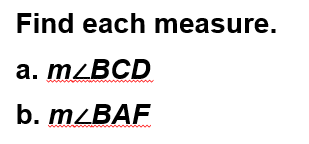 Find each measure.
a. m∠BCD
b. m∠BAF